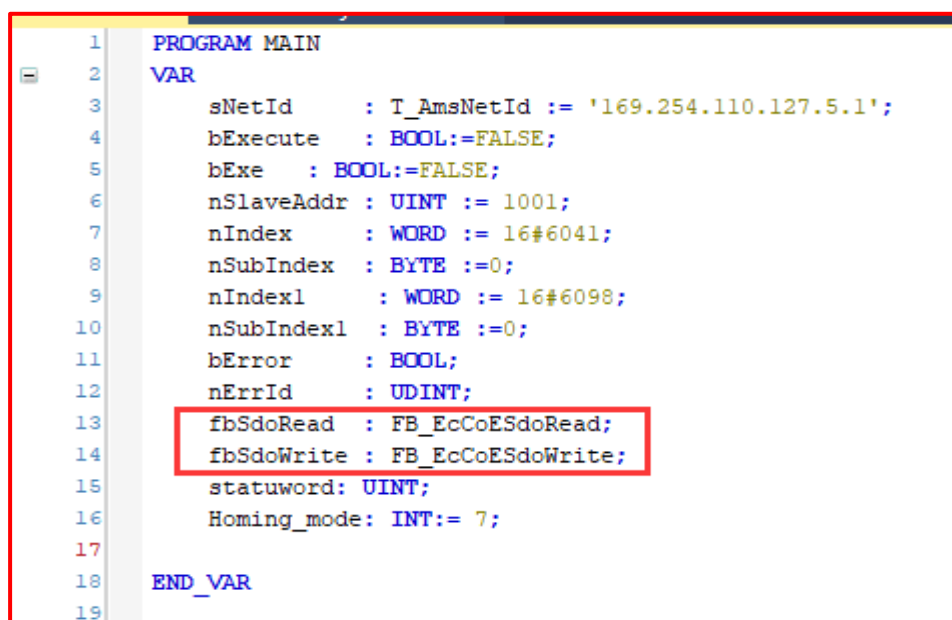 1 PROGRAM MAIN
2 VAR
3 sNetId : T_AmsNetId := '169.254.110.127.5.1';
4 bExecute : BOOL:=FALSE;
5 bExe : BOOL:=FALSE;
6 nSlaveAddr : UINT := 1001;
7 nIndex : WORD := 16#6041;
8 nSubIndex : BYTE :=0;
9 nIndex1 : WORD := 16#6098;
10 nSubIndex1 : BYTE :=0;
11 bError : BOOL;
12 nErrId : UDINT;
13 fbSdoRead : FB_EcCoESdoRead;
14 fbSdoWrite : FB_EcCoESdoWrite;
15 statuword: UINT;
16 Homing_mode: INT:= 7;
17
18 END_VAR
19